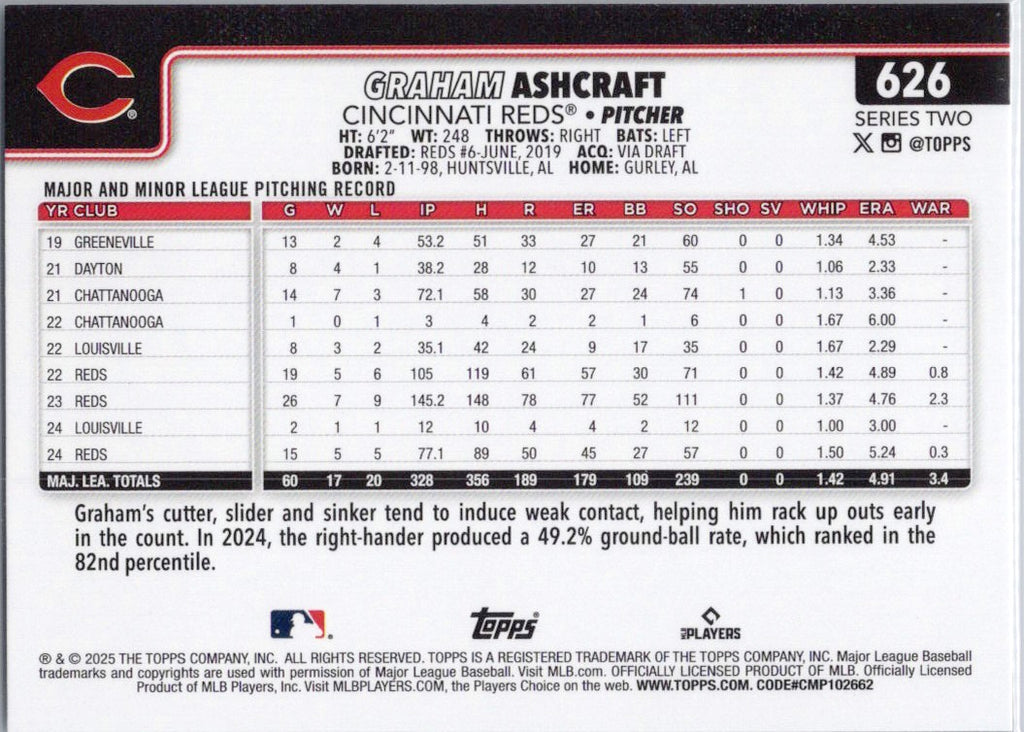 GRAHAM ASHCRAFT
626
CINCINNATI REDS® • PITCHER
SERIES TWO
HT: 6'2" WT: 248 THROWS: RIGHT BATS: LEFT
@TOPPS
DRAFTED: REDS #6-JUNE, 2019 ACQ: VIA DRAFT
BORN: 2-11-98, HUNTSVILLE, AL HOME: GURLEY, AL
MAJOR AND MINOR LEAGUE PITCHING RECORD
YR CLUB G W L IP H R ER BB SO SHO SV WHIP ERA WAR
19 GREENEVILLE 13 2 4 53.2 51 33 27 21 60 0 0 1.34 4.53 -
21 DAYTON 8 4 1 38.2 28 12 10 13 55 0 0 1.06 2.33 -
21 CHATTANOOGA 14 7 3 72.1 58 30 27 24 74 1 0 1.13 3.36 -
22 CHATTANOOGA 1 0 1 3 4 2 2 1 6 0 0 1.67 6.00 -
22 LOUISVILLE 8 3 2 35.1 42 24 9 17 35 0 0 1.67 2.29 -
22 REDS 19 5 6 105 119 61 57 30 71 0 0 1.42 4.89 0.8
23 REDS 26 7 9 145.2 148 78 77 52 111 0 0 1.37 4.76 2.3
24 LOUISVILLE 2 1 1 12 10 4 4 2 12 0 0 1.00 3.00 -
24 REDS 15 5 5 77.1 89 50 45 27 57 0 0 1.50 5.24 0.3
MAJ. LEA. TOTALS 60 17 20 328 356 189 179 109 239 0 0 1.42 4.91 3.4
Graham's cutter, slider and sinker tend to induce weak contact, helping him rack up outs early
in the count. In 2024, the right-hander produced a 49.2% ground-ball rate, which ranked in the
82nd percentile.
Topps®
MLB PLAYERS
® & © 2025 THE TOPPS COMPANY, INC. ALL RIGHTS RESERVED. TOPPS IS A REGISTERED TRADEMARK OF THE TOPPS COMPANY, INC. Major League Baseball
trademarks and copyrights are used with permission of Major League Baseball. Visit MLB.com. OFFICIALLY LICENSED PRODUCT OF MLB. Officially Licensed
Product of MLB Players, Inc. Visit MLBPLAYERS.COM, the Players Choice on the web. WWW.TOPPS.COM. CODE#CMP102662